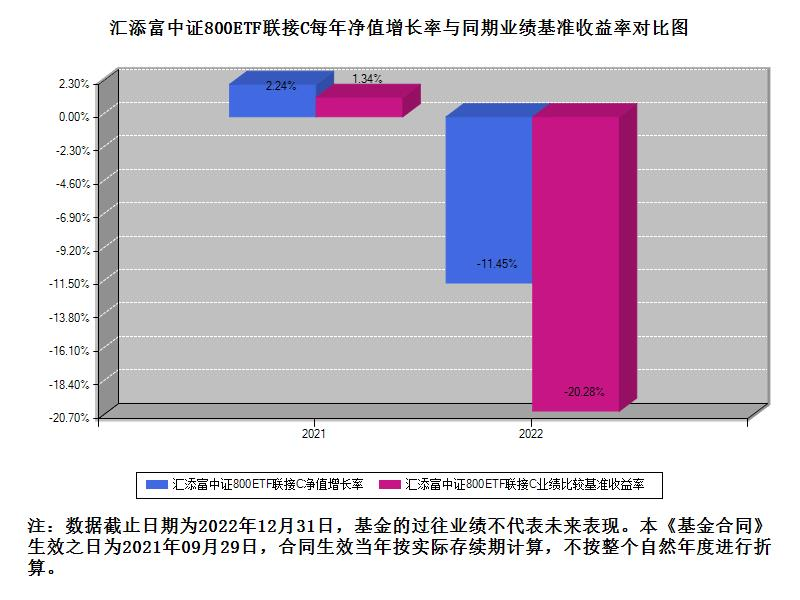 汇添富中证800ETF联接C每年净值增长率与同期业绩基准收益率对比图
2.30%
0.00%
-2.30%
-4.60%
-6.90%
-9.20%
-11.50%
-13.80%
-16.10%
-18.40%
-20.70%
2.24%
1.34%
-11.45%
-20.28%
2021
2022
汇添富中证800ETF联接C净值增长率
汇添富中证800ETF联接C业绩比较基准收益率
注：数据截止日期为2022年12月31日，基金的过往业绩不代表未来表现。本《基金合同》
生效之日为2021年09月29日，合同生效当年按实际存续期计算，不按整个自然年度进行折
算。